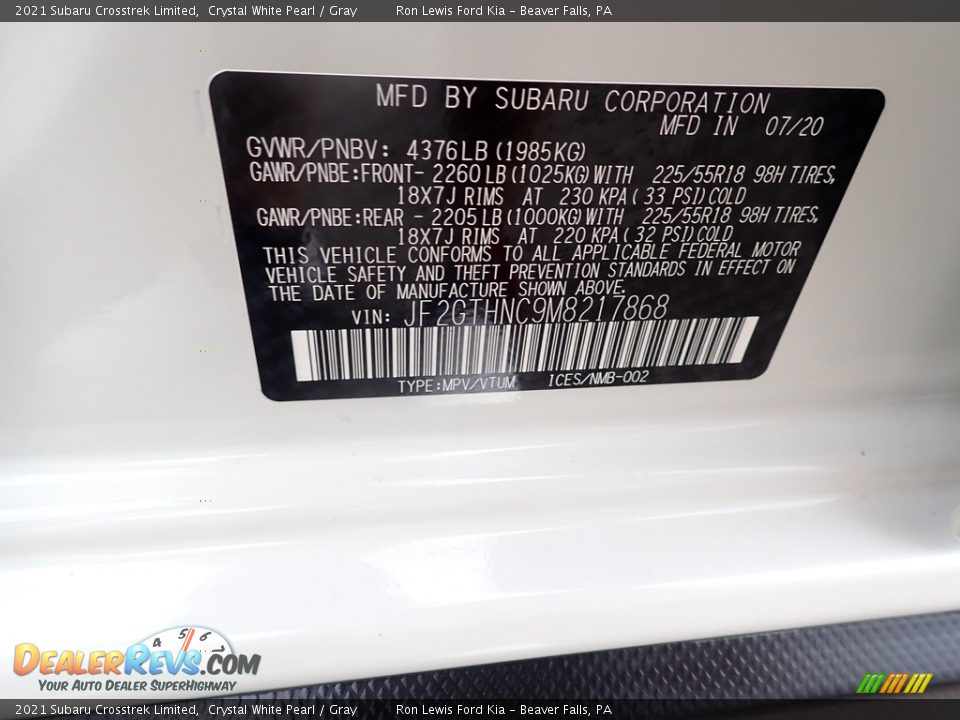 2021 Subaru Crosstrek Limited, Crystal White Pearl / Gray Ron Lewis Ford Kia - Beaver Falls, PA
MFD BY SUBARU CORPORATION
MFD IN 07/20
GVWR/PNBV: 4376LB (1985KG)
GAWR/PNBE:FRONT- 2260 LB (1025KG) WITH 225/55R18 98H TIRES,
18X7J RIMS AT 230 KPA ( 33 PSI) COLD
GAWR/PNBE:REAR - 2205 LB (1000KG) WITH 225/55R18 98H TIRES,
18X7J RIMS AT 220 KPA ( 32 PSI) COLD
THIS VEHICLE CONFORMS TO ALL APPLICABLE FEDERAL MOTOR
VEHICLE SAFETY AND THEFT PREVENTION STANDARDS IN EFFECT ON
THE DATE OF MANUFACTURE SHOWN ABOVE.
VIN: JF2GTHNC9M8217868
TYPE:MPV/VTUM ICES/NMB-002
4 5 6
DealerRevs.com
Your Auto Dealer SuperHighway
2021 Subaru Crosstrek Limited, Crystal White Pearl / Gray Ron Lewis Ford Kia - Beaver Falls, PA